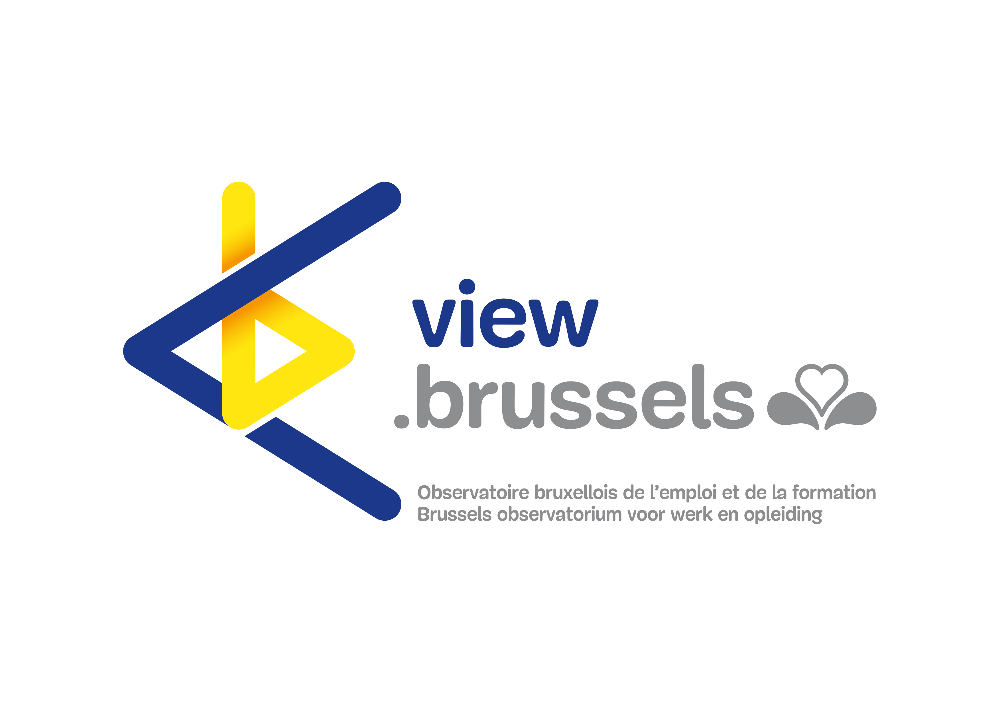 view
.brussels
Observatoire bruxellois de l’emploi et de la formation
Brussels observatorium voor werk en opleiding